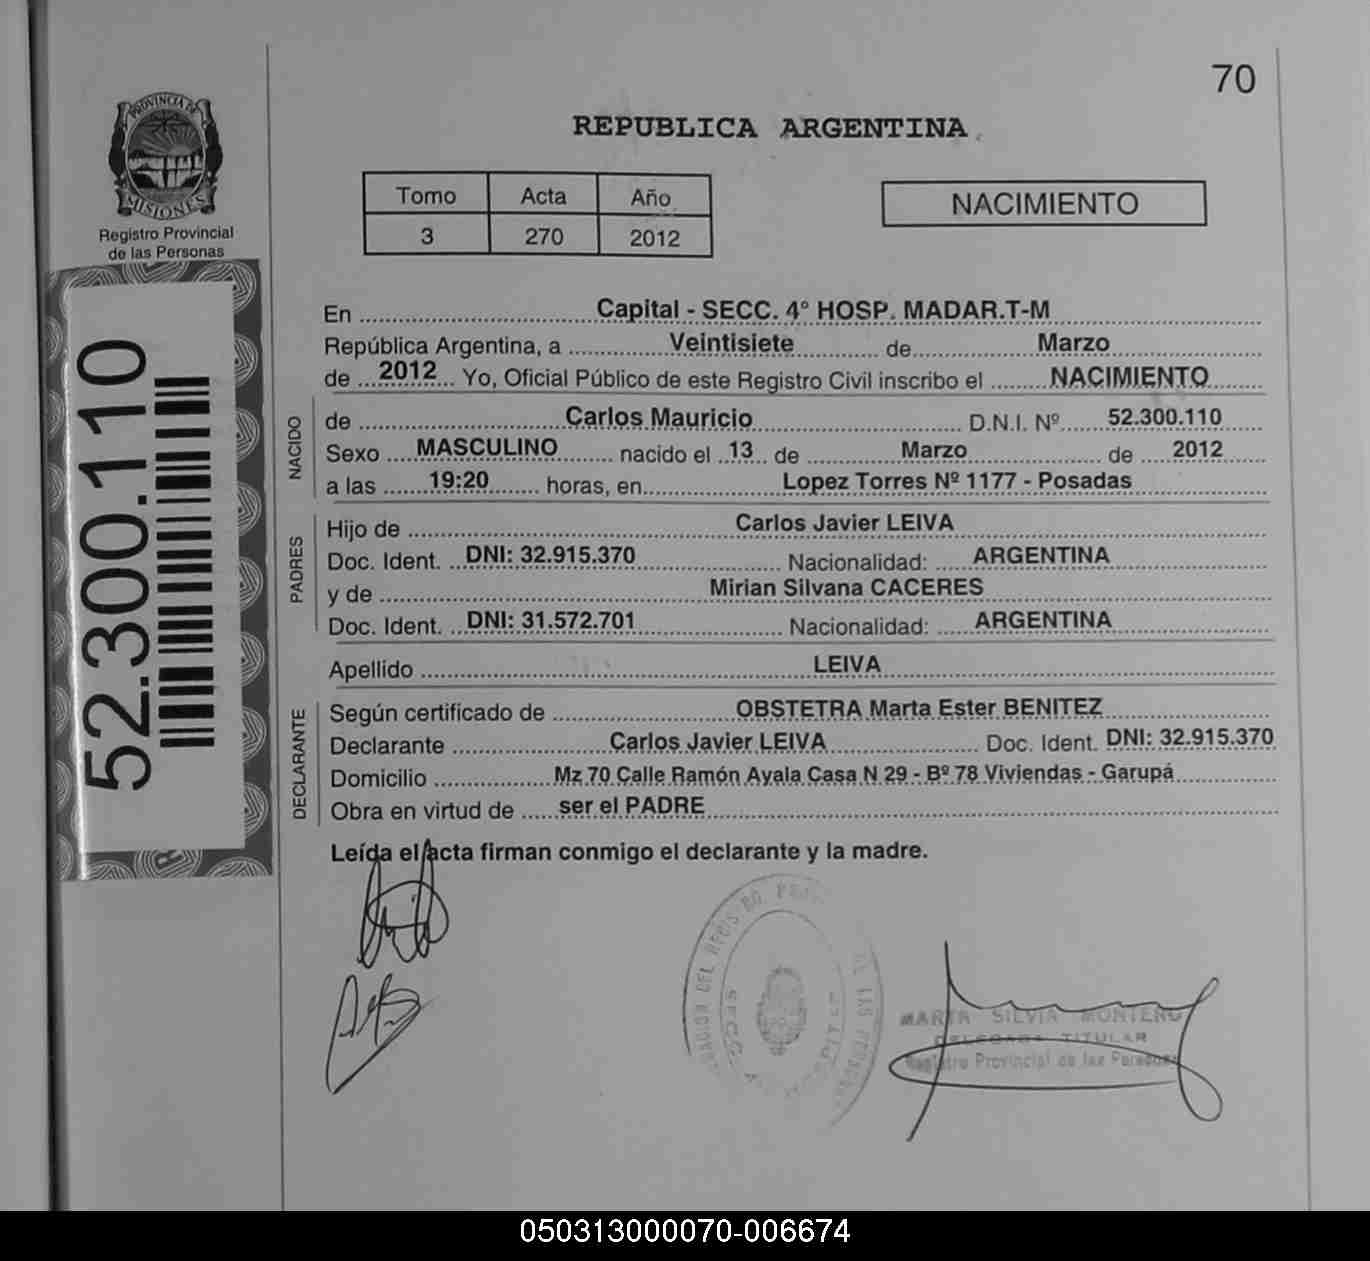 70
PROVINCIA DE
MISIONES
Registro Provincial
de las Personas
REPUBLICA ARGENTINA
Tomo Acta Año
3 270 2012
NACIMIENTO
52.300.110
En Capital - SECC. 4° HOSP. MADAR.T-M
República Argentina, a Veintisiete de Marzo
de 2012 Yo, Oficial Público de este Registro Civil inscribo el NACIMIENTO
NACIDO
de Carlos Mauricio D.N.I. Nº 52.300.110
Sexo MASCULINO nacido el 13 de Marzo de 2012
a las 19:20 horas, en Lopez Torres Nº 1177 - Posadas
PADRES
Hijo de Carlos Javier LEIVA
Doc. Ident. DNI: 32.915.370 Nacionalidad: ARGENTINA
y de Mirian Silvana CACERES
Doc. Ident. DNI: 31.572.701 Nacionalidad: ARGENTINA
Apellido LEIVA
DECLARANTE
Según certificado de OBSTETRA Marta Ester BENITEZ
Declarante Carlos Javier LEIVA Doc. Ident. DNI: 32.915.370
Domicilio Mz 70 Calle Ramón Ayala Casa N 29 - Bº 78 Viviendas - Garupá
Obra en virtud de ser el PADRE
Leída el acta firman conmigo el declarante y la madre.
MARTA SILVIA MONTERO
DELEGADA TITULAR
Registro Provincial de las Personas
050313000070-006674